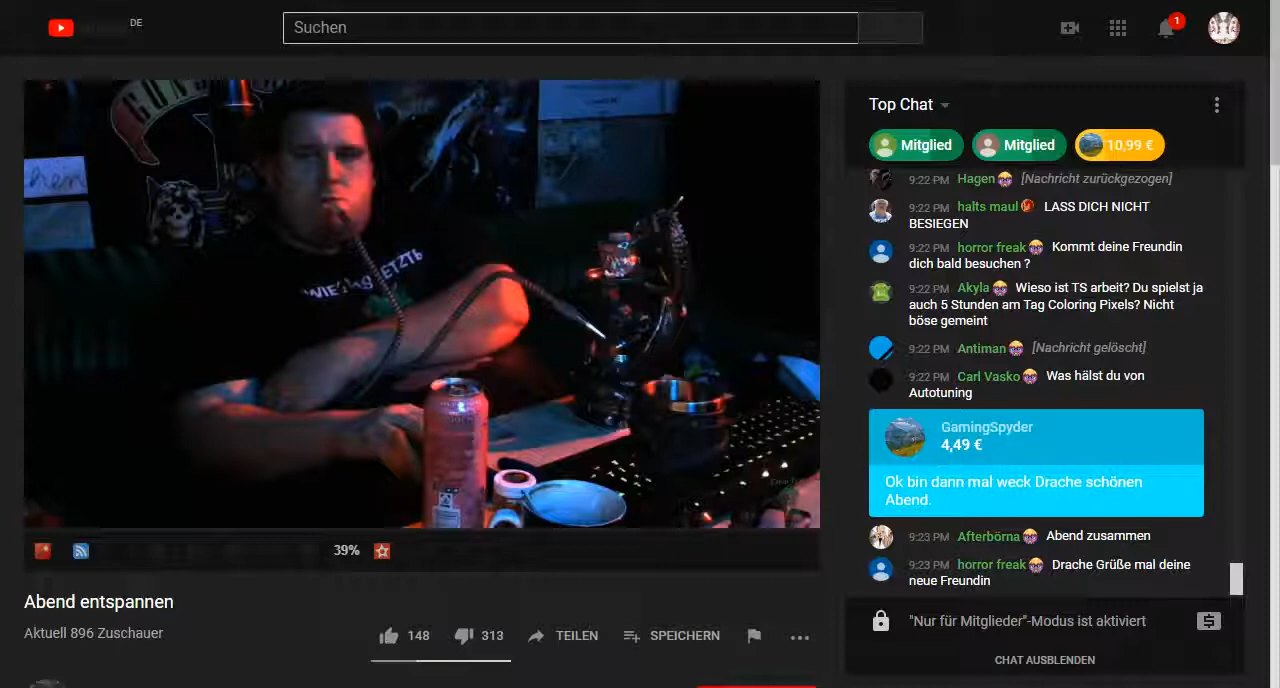 DE
Suchen
1
Top Chat
Mitglied
Mitglied
10,99 €
9:22 PM Hagen [Nachricht zurückgezogen]
9:22 PM halts maul LASS DICH NICHT
BESIEGEN
9:22 PM horror freak Kommt deine Freundin
dich bald besuchen ?
9:22 PM Akyla Wieso ist TS arbeit? Du spielst ja
auch 5 Stunden am Tag Coloring Pixels? Nicht
böse gemeint
9:22 PM Antiman [Nachricht gelöscht]
9:22 PM Carl Vasko Was hälst du von
Autotuning
GamingSpyder
4,49 €
Ok bin dann mal weck Drache schönen
Abend.
9:23 PM Afterbörna Abend zusammen
9:23 PM horror freak Drache Grüße mal deine
neue Freundin
"Nur für Mitglieder"-Modus ist aktiviert
CHAT AUSBLENDEN
39%
Abend entspannen
Aktuell 896 Zuschauer
148
313
TEILEN
SPEICHERN